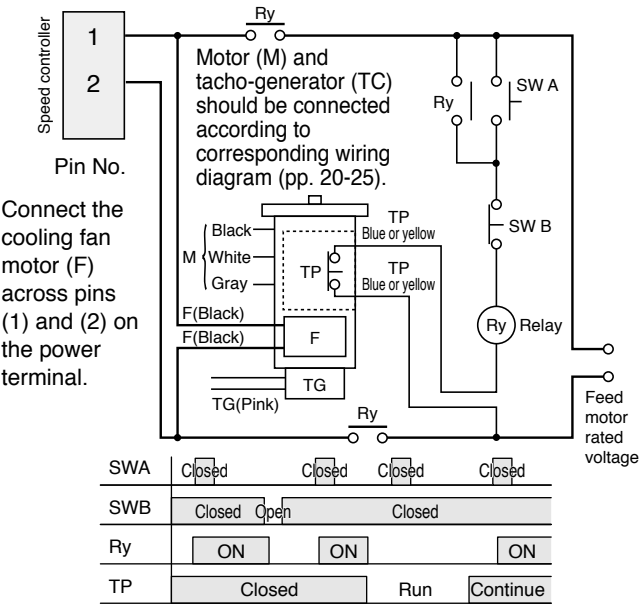 Speed controller
1
2
Pin No.
Ry
Motor (M) and
tacho-generator (TC)
should be connected
according to
corresponding wiring
diagram (pp. 20-25).
Ry
SW A
SW B
Ry
Relay
Connect the
cooling fan
motor (F)
across pins
(1) and (2) on
the power
terminal.
Black
M White
Gray
TP
TP
Blue or yellow
TP
Blue or yellow
F(Black)
F(Black)
F
TG
TG(Pink)
Ry
Feed
motor
rated
voltage
SWA Closed Closed Closed Closed
SWB Closed Open Closed
Ry ON ON ON
TP Closed Run Continue